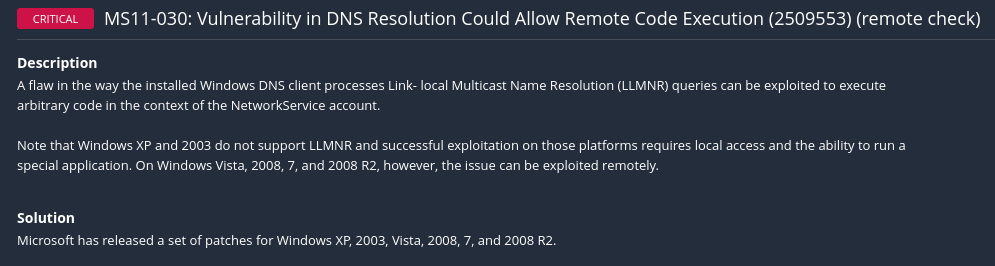 CRITICAL MS11-030: Vulnerability in DNS Resolution Could Allow Remote Code Execution (2509553) (remote check)
Description
A flaw in the way the installed Windows DNS client processes Link- local Multicast Name Resolution (LLMNR) queries can be exploited to execute
arbitrary code in the context of the NetworkService account.
Note that Windows XP and 2003 do not support LLMNR and successful exploitation on those platforms requires local access and the ability to run a
special application. On Windows Vista, 2008, 7, and 2008 R2, however, the issue can be exploited remotely.
Solution
Microsoft has released a set of patches for Windows XP, 2003, Vista, 2008, 7, and 2008 R2.